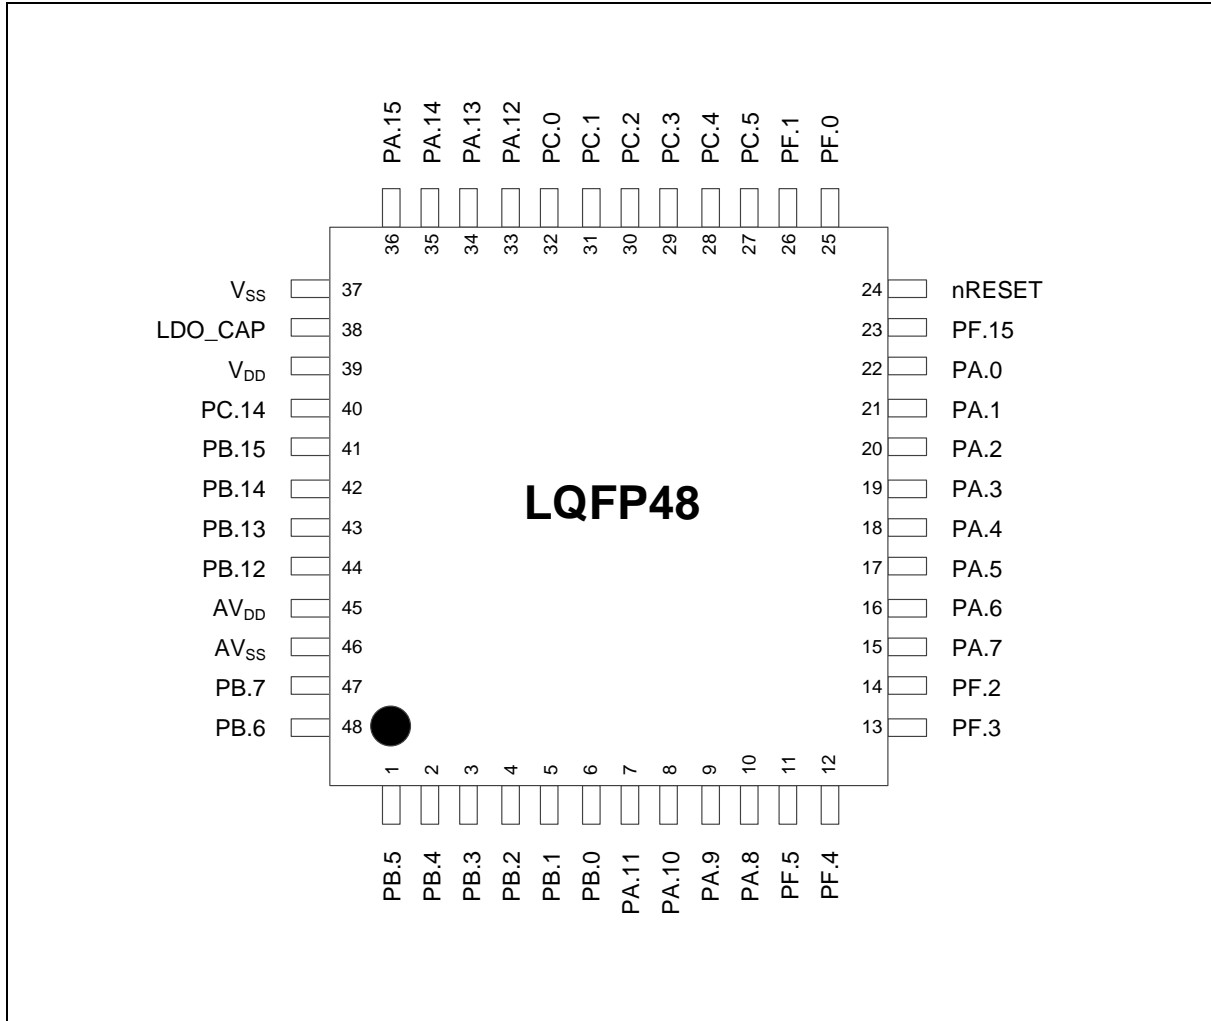 PA.15 PA.14 PA.13 PA.12 PC.0 PC.1 PC.2 PC.3 PC.4 PC.5 PF.1 PF.0
36 35 34 33 32 31 30 29 28 27 26 25
VSS 37 24 nRESET
LDO_CAP 38 23 PF.15
VDD 39 22 PA.0
PC.14 40 21 PA.1
PB.15 41 20 PA.2
PB.14 42 19 PA.3
LQFP48
PB.13 43 18 PA.4
PB.12 44 17 PA.5
AVDD 45 16 PA.6
AVSS 46 15 PA.7
PB.7 47 14 PF.2
PB.6 48 13 PF.3
1 2 3 4 5 6 7 8 9 10 11 12
PB.5 PB.4 PB.3 PB.2 PB.1 PB.0 PA.11 PA.10 PA.9 PA.8 PF.5 PF.4